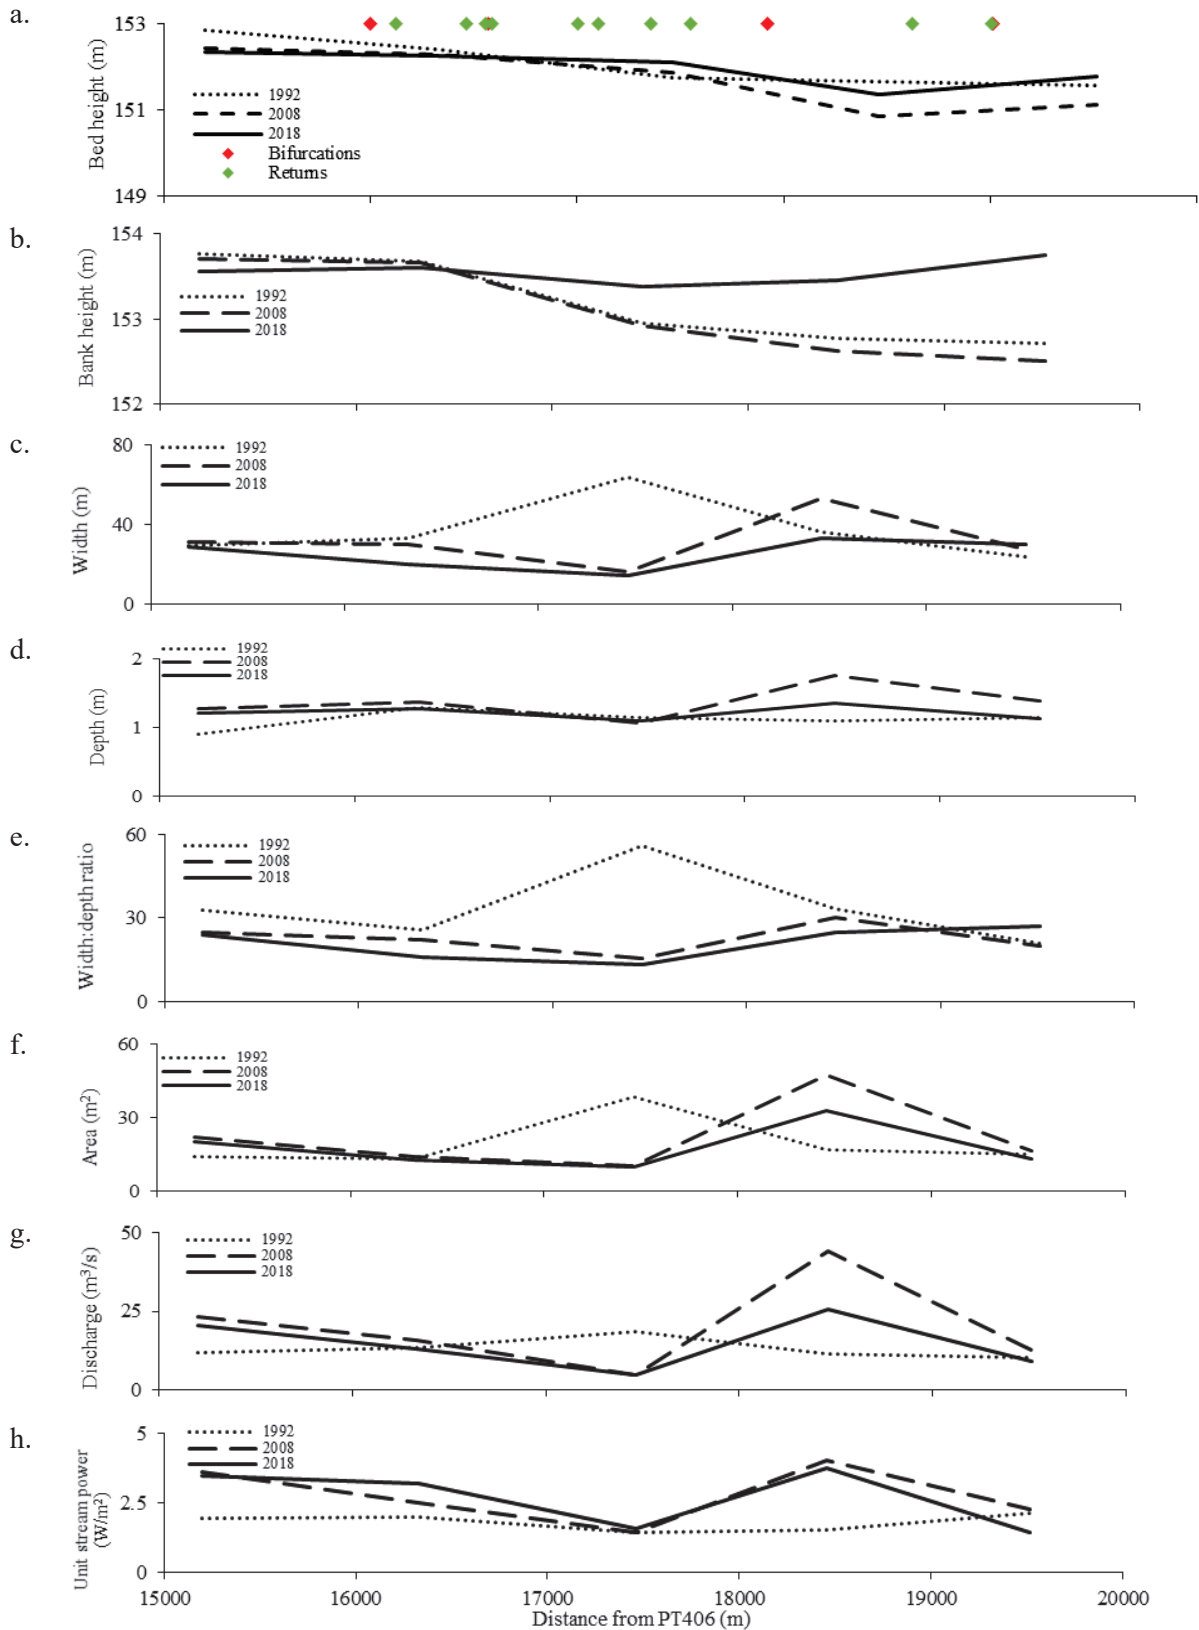 a.
153
151
149
Bed height (m)
1992
2008
2018
Bifurcations
Returns
b.
154
153
152
Bank height (m)
1992
2008
2018
c.
80
40
0
Width (m)
1992
2008
2018
d.
2
1
0
Depth (m)
1992
2008
2018
e.
60
30
0
Width:depth ratio
1992
2008
2018
f.
60
30
0
Area (m²)
1992
2008
2018
g.
50
25
0
Discharge (m³/s)
1992
2008
2018
h.
5
2.5
0
Unit stream power
(W/m²)
1992
2008
2018
15000 16000 17000 18000 19000 20000
Distance from PT406 (m)